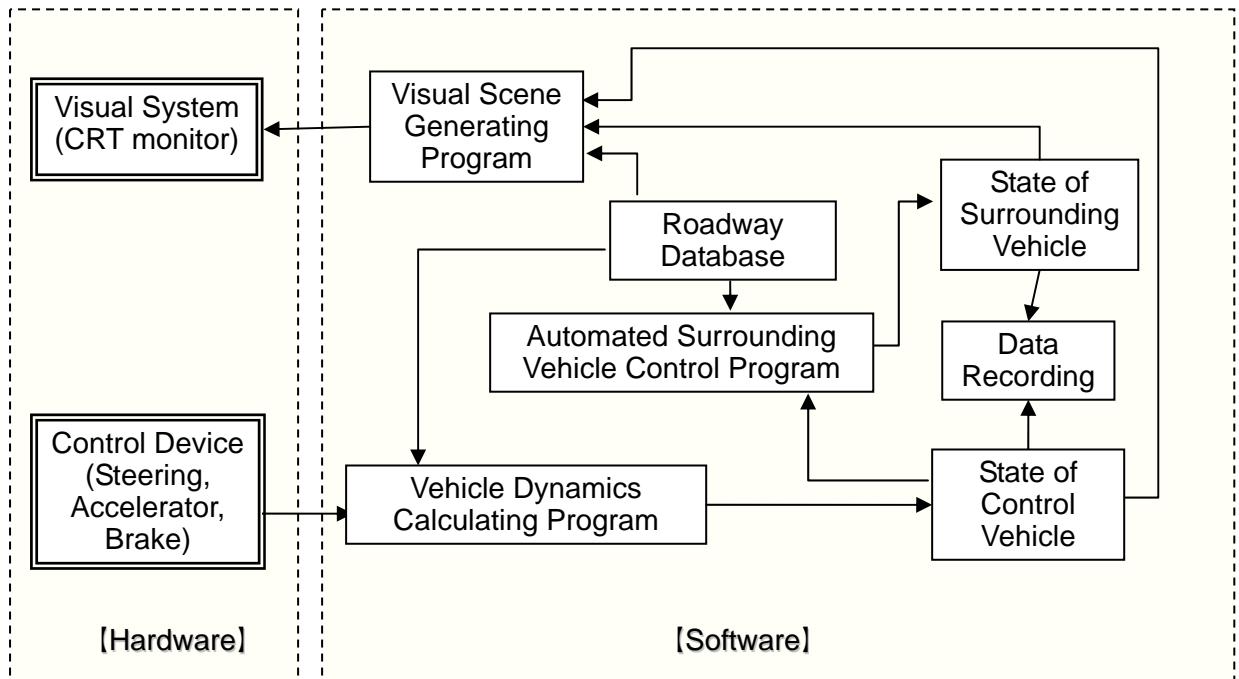 Visual System
(CRT monitor)
Visual Scene
Generating
Program
State of
Surrounding
Vehicle
Roadway
Database
Automated Surrounding
Vehicle Control Program
Data
Recording
Control Device
(Steering,
Accelerator,
Brake)
Vehicle Dynamics
Calculating Program
State of
Control
Vehicle
【Hardware】
【Software】